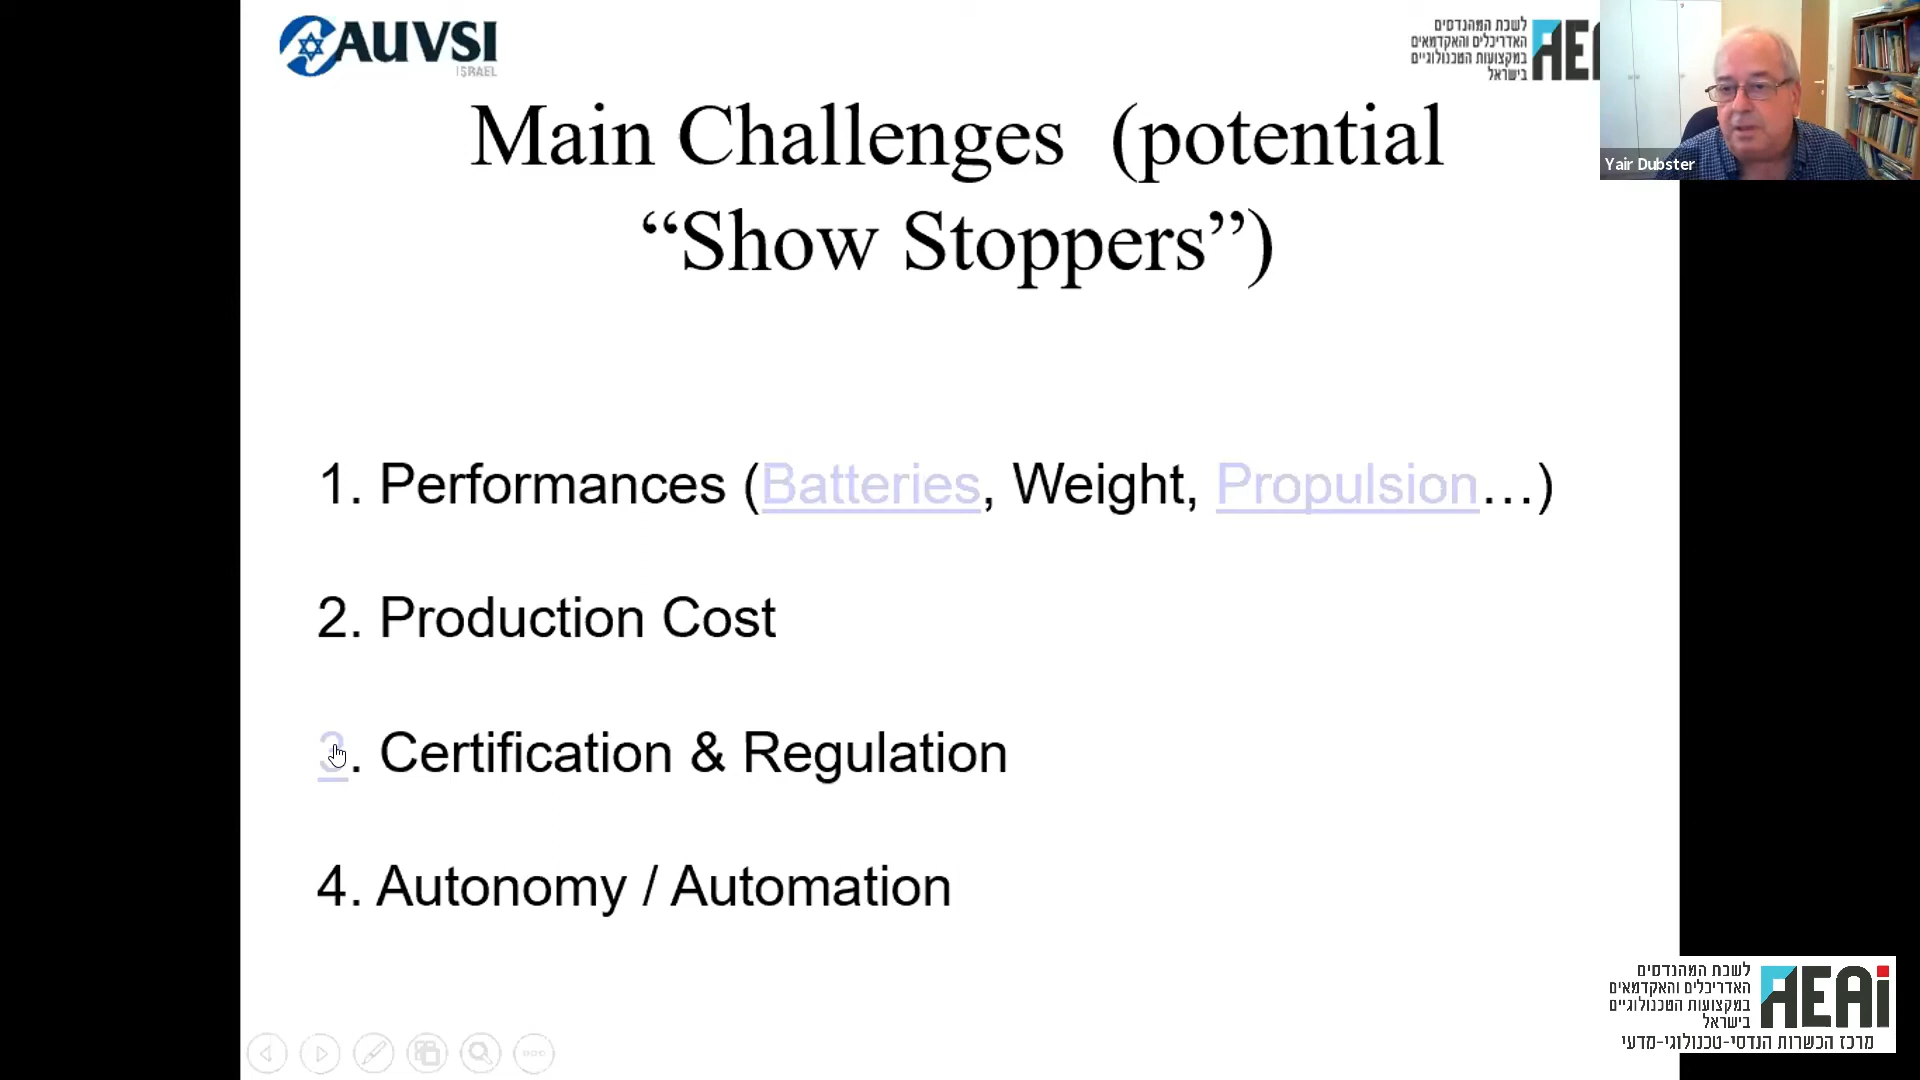 AUVSI
ISRAEL
לשכת המהנדסים
האדריכלים והאקדמאים
במקצועות הטכנולוגיים
בישראל
AE
Yair Dubster
Main Challenges (potential
“Show Stoppers”)
1. Performances (Batteries, Weight, Propulsion…)
2. Production Cost
3. Certification & Regulation
4. Autonomy / Automation
לשכת המהנדסים
האדריכלים והאקדמאים
במקצועות הטכנולוגיים
בישראל
AEAi
מרכז הכשרות הנדסי-טכנולוגי-מדעי